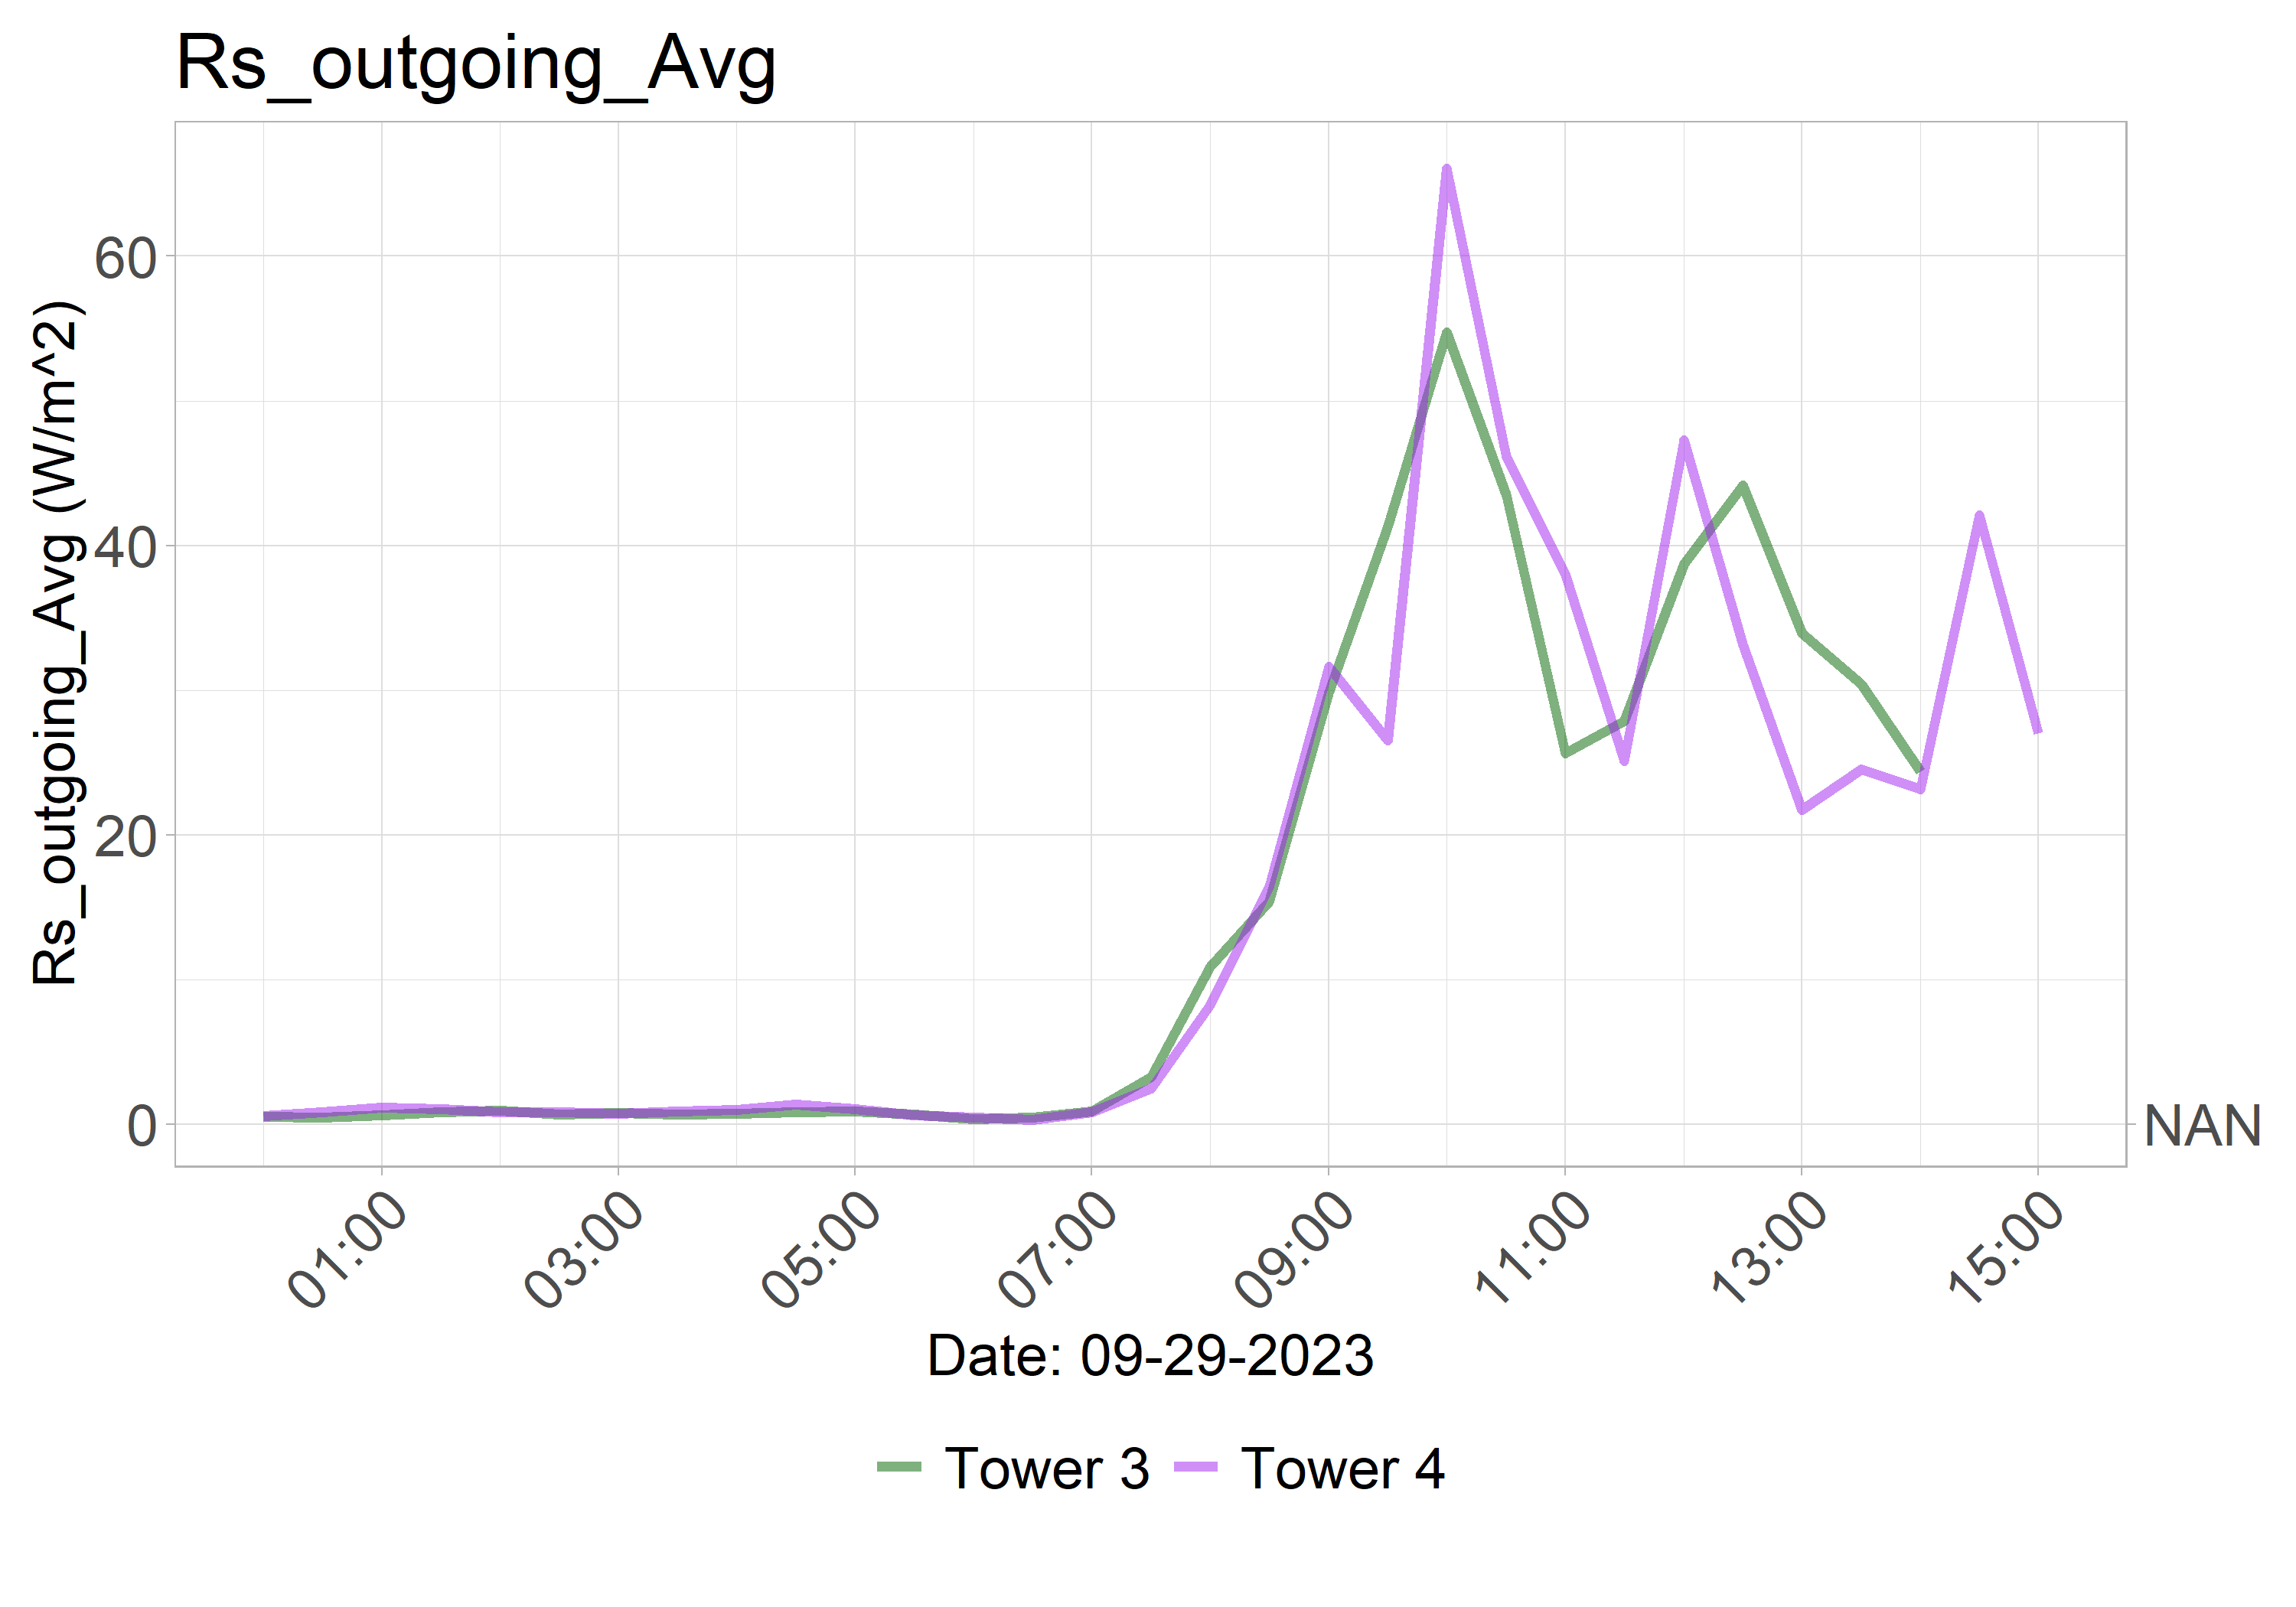 Rs_outgoing_Avg
Rs_outgoing_Avg (W/m^2)
60
40
20
0
NAN
01:00
03:00
05:00
07:00
09:00
11:00
13:00
15:00
Date: 09-29-2023
Tower 3
Tower 4